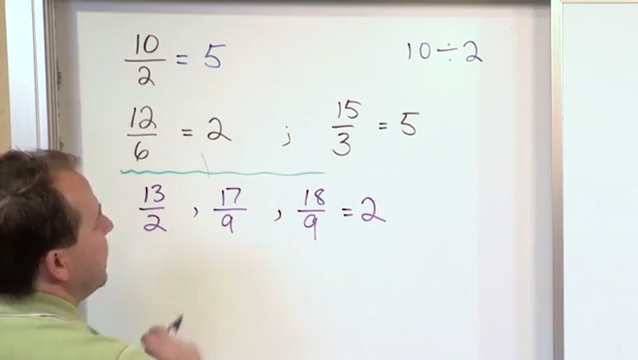 10/2 = 5 10÷2
12/6 = 2 ; 15/3 = 5
13/2 , 17/9 , 18/9 = 2